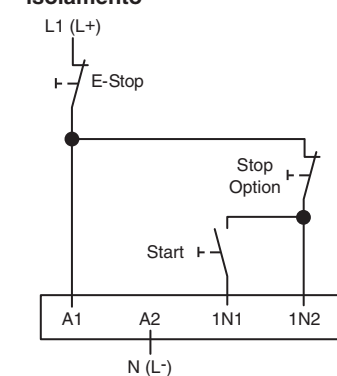 Isolamento
L1 (L+)
E-Stop
Stop
Option
Start
A1 A2 1N1 1N2
N (L-)